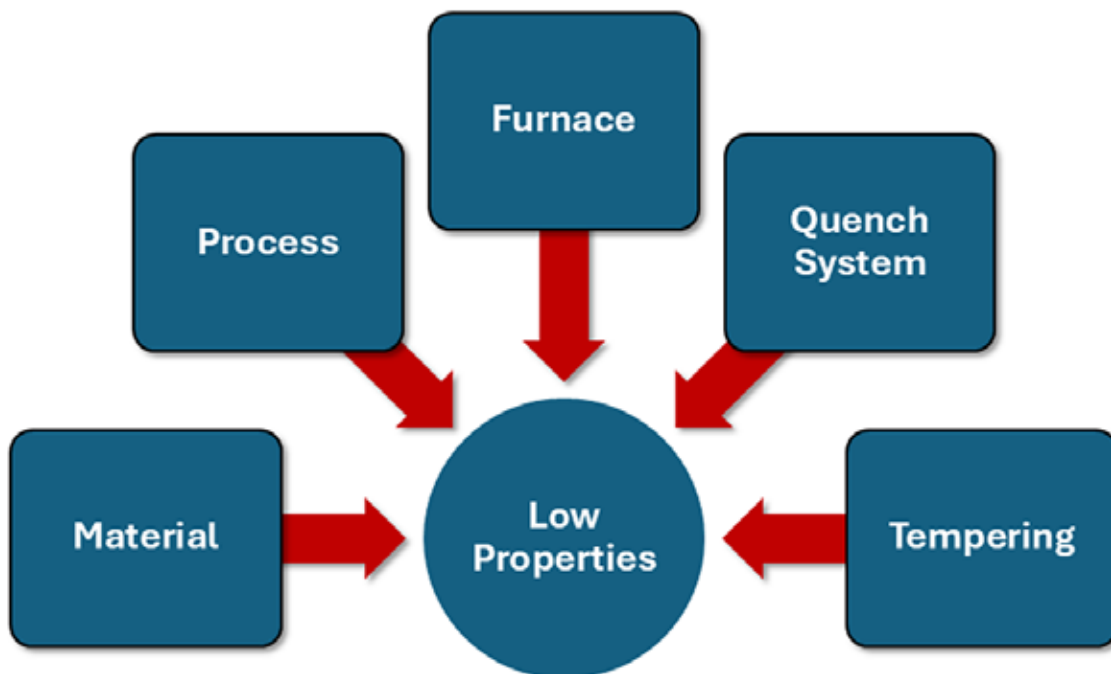 Furnace
Process
Quench
System
Material
Low
Properties
Tempering